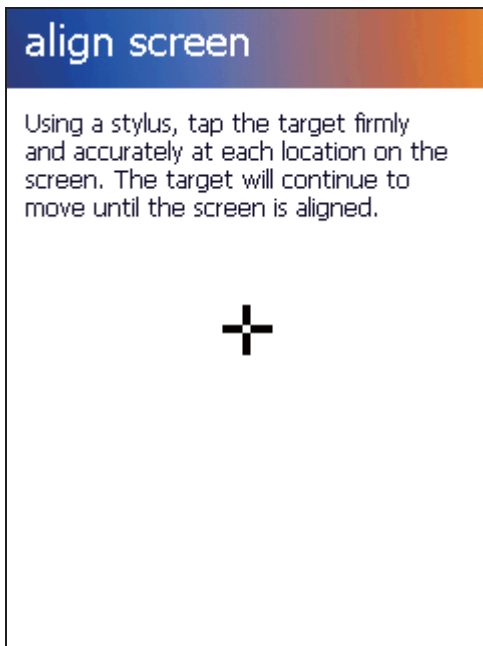 align screen
Using a stylus, tap the target firmly
and accurately at each location on the
screen. The target will continue to
move until the screen is aligned.